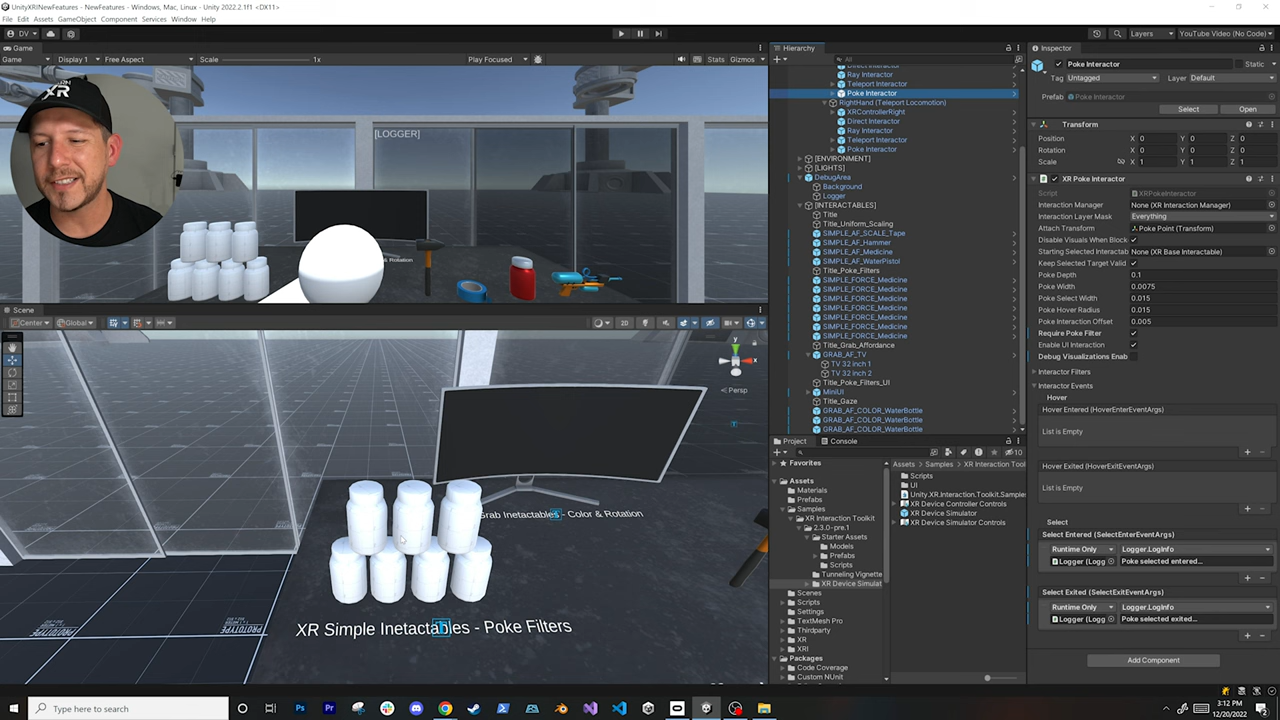 UnityXRINewFeatures - NewFeatures - Windows, Mac, Linux - Unity 2022.2.1f1 <DX11>
File Edit Assets GameObject Component Services Window Help
DV
Layers
YouTube Video (No Code)
Game
Game
Display 1
Free Aspect
Scale
1x
Play Focused
Stats
Gizmos
XR
[LOGGER]
Scene
Center
Global
2D
y
x
Persp
Grab Inetactables - Color & Rotation
XR Simple Inetactables - Poke Filters
PROTOTYPE
PROTOTYPE
Hierarchy
All
Direct Interactor
Ray Interactor
Teleport Interactor
Poke Interactor
RightHand (Teleport Locomotion)
XRControllerRight
Direct Interactor
Ray Interactor
Teleport Interactor
Poke Interactor
[ENVIRONMENT]
[LIGHTS]
DebugArea
Background
Logger
[INTERACTABLES]
Title
Title_Uniform_Scaling
SIMPLE_AF_SCALE_Tape
SIMPLE_AF_Hammer
SIMPLE_AF_Medicine
SIMPLE_AF_WaterPistol
Title_Poke_Filters
SIMPLE_FORCE_Medicine
SIMPLE_FORCE_Medicine
SIMPLE_FORCE_Medicine
SIMPLE_FORCE_Medicine
SIMPLE_FORCE_Medicine
SIMPLE_FORCE_Medicine
SIMPLE_FORCE_Medicine
Title_Grab_Affordance
GRAB_AF_TV
TV 32 inch 1
TV 32 inch 2
Title_Poke_Filters_UI
MiniUI
Title_Gaze
GRAB_AF_COLOR_WaterBottle
GRAB_AF_COLOR_WaterBottle
GRAB_AF_COLOR_WaterBottle
Project
Console
10
Favorites
Assets
Materials
Prefabs
Samples
XR Interaction Toolkit
2.3.0-pre.1
Starter Assets
Models
Prefabs
Scripts
Tunneling Vignette
XR Device Simulat
Scenes
Scripts
Settings
TextMesh Pro
Thirdparty
XR
XRI
Packages
Code Coverage
Custom NUnit
Assets > Samples > XR Interaction Tool
Scripts
UI
Unity.XR.Interaction.Toolkit.Samples
XR Device Controller Controls
XR Device Simulator
XR Device Simulator Controls
Inspector
Poke Interactor
Static
Tag Untagged Layer Default
Prefab Poke Interactor
Select Open
Transform
Position X 0 Y 0 Z 0
Rotation X 0 Y 0 Z 0
Scale X 1 Y 1 Z 1
XR Poke Interactor
Script XRPokeInteractor
Interaction Manager None (XR Interaction Manager)
Interaction Layer Mask Everything
Attach Transform Poke Point (Transform)
Disable Visuals When Block
Starting Selected Interactab None (XR Base Interactable)
Keep Selected Target Valid
Poke Depth 0.1
Poke Width 0.0075
Poke Select Width 0.015
Poke Hover Radius 0.015
Poke Interaction Offset 0.005
Require Poke Filter
Enable UI Interaction
Debug Visualizations Enab
Interactor Filters
Interactor Events
Hover
Hover Entered (HoverEnterEventArgs)
List is Empty
Hover Exited (HoverExitEventArgs)
List is Empty
Select
Select Entered (SelectEnterEventArgs)
Runtime Only Logger.LogInfo
Logger (Logg Poke selected entered...
Select Exited (SelectExitEventArgs)
Runtime Only Logger.LogInfo
Logger (Logg Poke selected exited...
Add Component
Type here to search
3:12 PM
12/20/2022